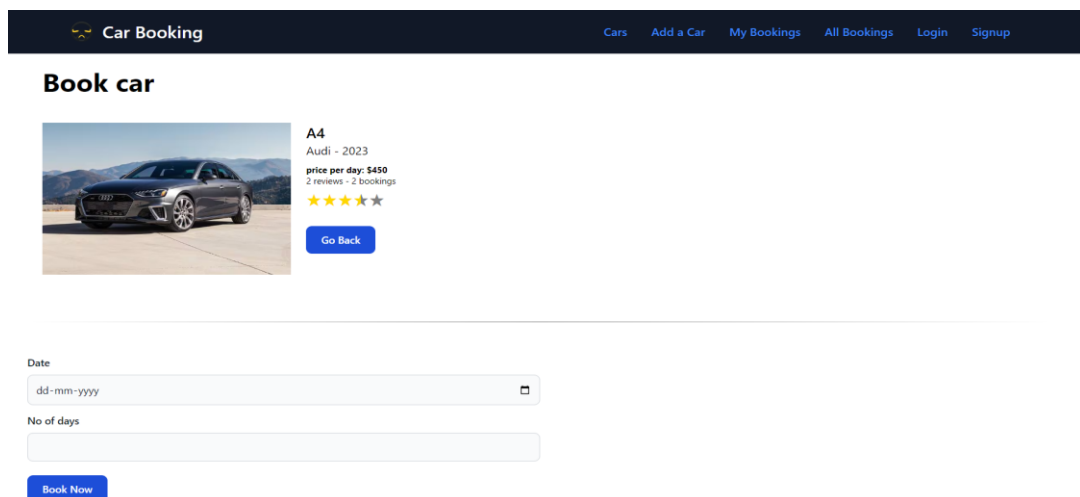 Car Booking
Cars Add a Car My Bookings All Bookings Login Signup
Book car
A4
Audi - 2023
price per day: $450
2 reviews - 2 bookings
Go Back
Date
dd-mm-yyyy
No of days
Book Now